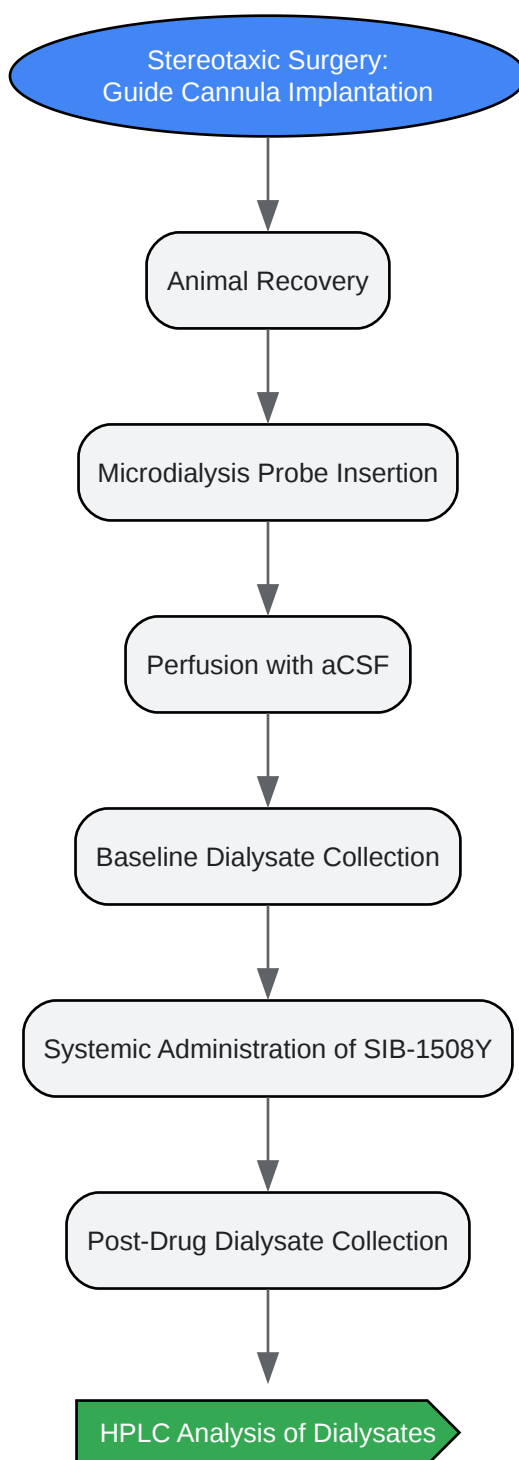 Stereotaxic Surgery:
Guide Cannula Implantation
Animal Recovery
Microdialysis Probe Insertion
Perfusion with aCSF
Baseline Dialysate Collection
Systemic Administration of SIB-1508Y
Post-Drug Dialysate Collection
HPLC Analysis of Dialysates